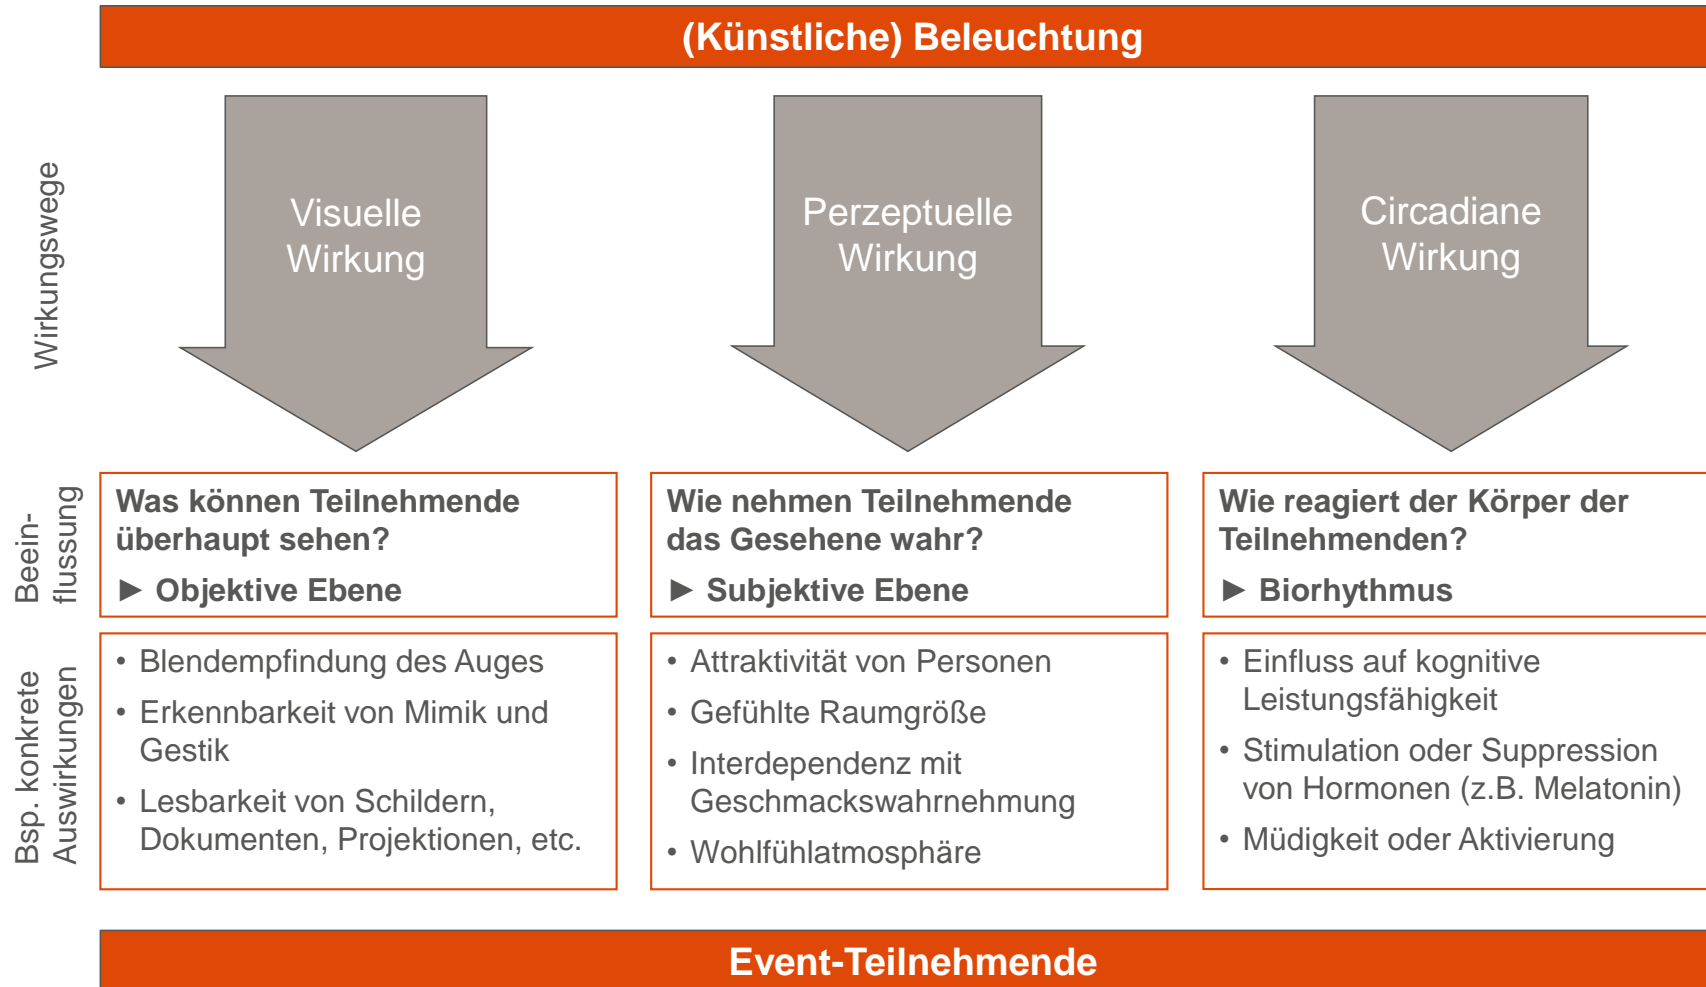 (Künstliche) Beleuchtung
Wirkungswege
Visuelle
Wirkung
Perzeptuelle
Wirkung
Circadiane
Wirkung
Beein-
flussung
Was können Teilnehmende
überhaupt sehen?
► Objektive Ebene
Wie nehmen Teilnehmende
das Gesehene wahr?
► Subjektive Ebene
Wie reagiert der Körper der
Teilnehmenden?
► Biorhythmus
Bsp. konkrete
Auswirkungen
• Blendempfindung des Auges
• Erkennbarkeit von Mimik und
Gestik
• Lesbarkeit von Schildern,
Dokumenten, Projektionen, etc.
• Attraktivität von Personen
• Gefühlte Raumgröße
• Interdependenz mit
Geschmackswahrnehmung
• Wohlfühlatmosphäre
• Einfluss auf kognitive
Leistungsfähigkeit
• Stimulation oder Suppression
von Hormonen (z.B. Melatonin)
• Müdigkeit oder Aktivierung
Event-Teilnehmende